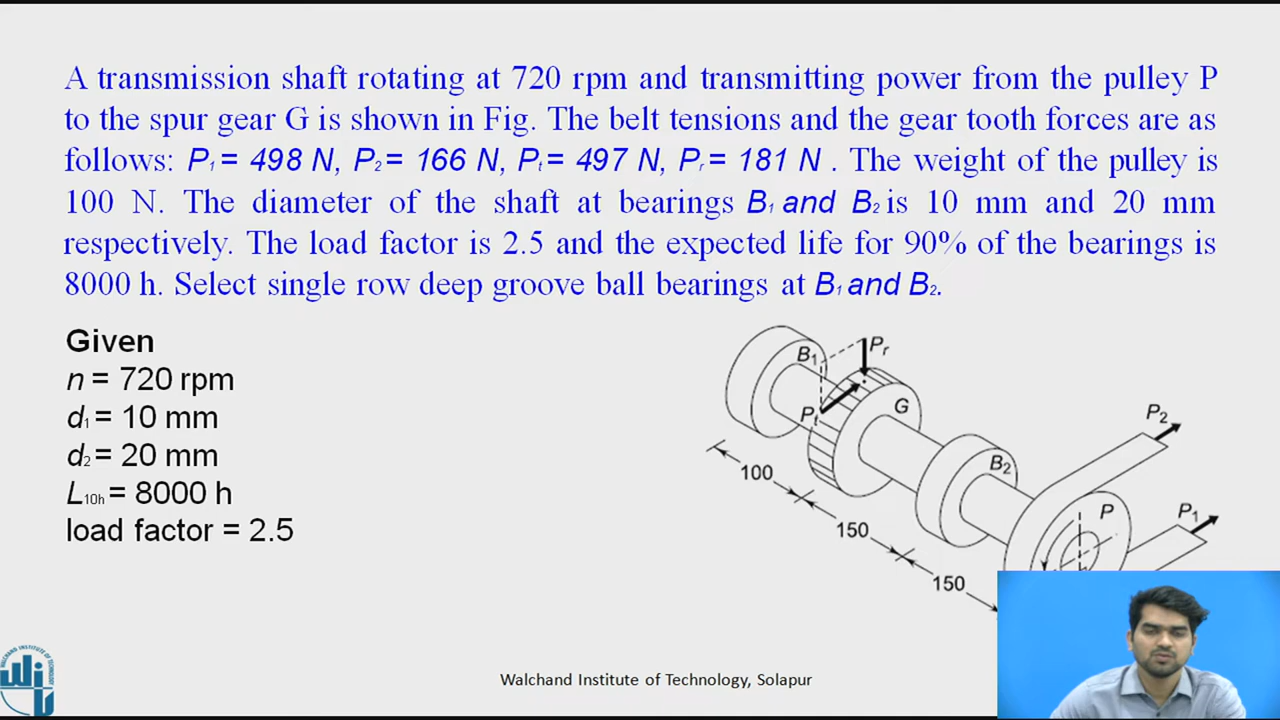 A transmission shaft rotating at 720 rpm and transmitting power from the pulley P
to the spur gear G is shown in Fig. The belt tensions and the gear tooth forces are as
follows: P₁ = 498 N, P₂ = 166 N, Pₜ = 497 N, Pᵣ = 181 N . The weight of the pulley is
100 N. The diameter of the shaft at bearings B₁ and B₂ is 10 mm and 20 mm
respectively. The load factor is 2.5 and the expected life for 90% of the bearings is
8000 h. Select single row deep groove ball bearings at B₁ and B₂.
Given
n = 720 rpm
d₁ = 10 mm
d₂ = 20 mm
L₁₀ₕ = 8000 h
load factor = 2.5
B₁
Pᵣ
Pₜ
G
P₂
B₂
P
P₁
100
150
150
WALCHAND INSTITUTE OF TECHNOLOGY, SOLAPUR
Walchand Institute of Technology, Solapur